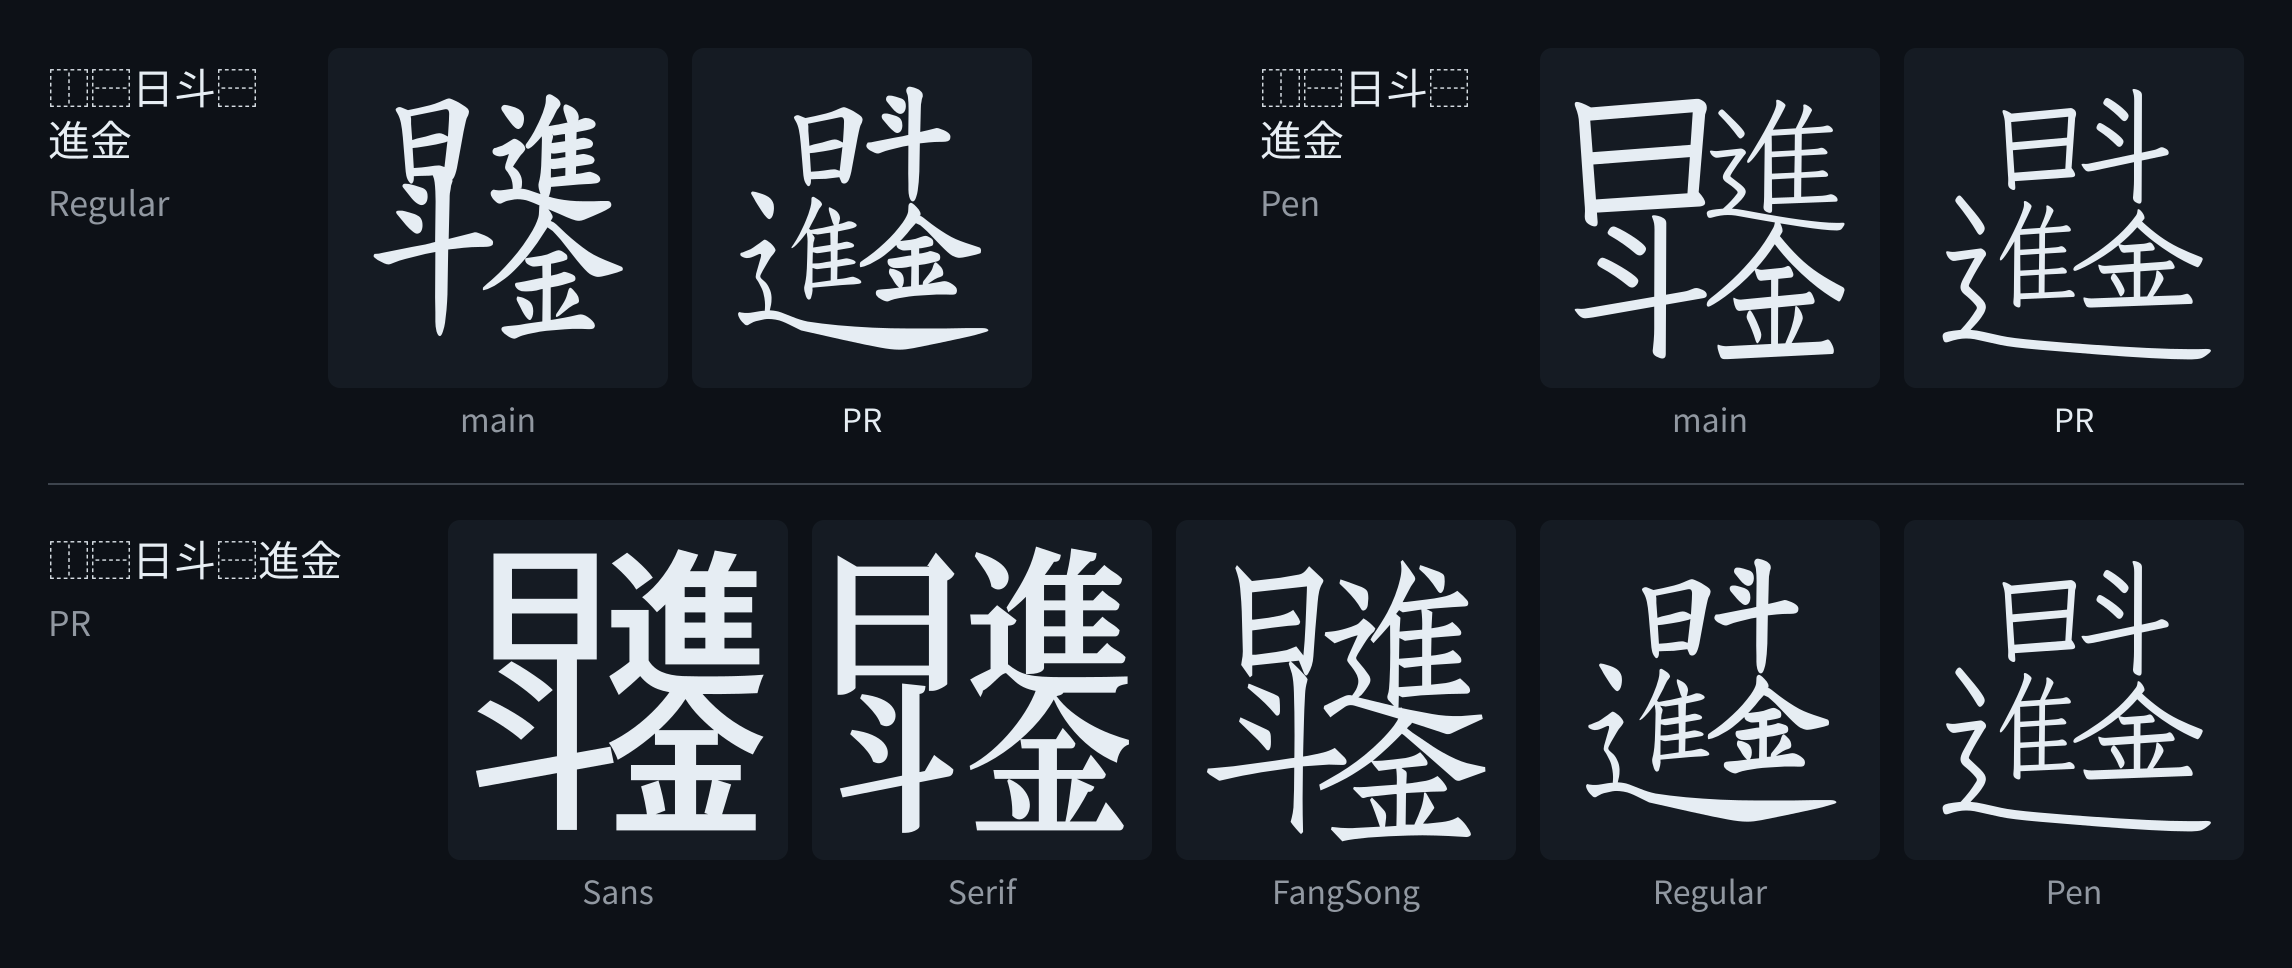 ⿰⿱日斗⿱
進金
Regular
main
PR
⿰⿱日斗⿱
進金
Pen
main
PR
⿰⿱日斗⿱進金
PR
Sans
Serif
FangSong
Regular
Pen